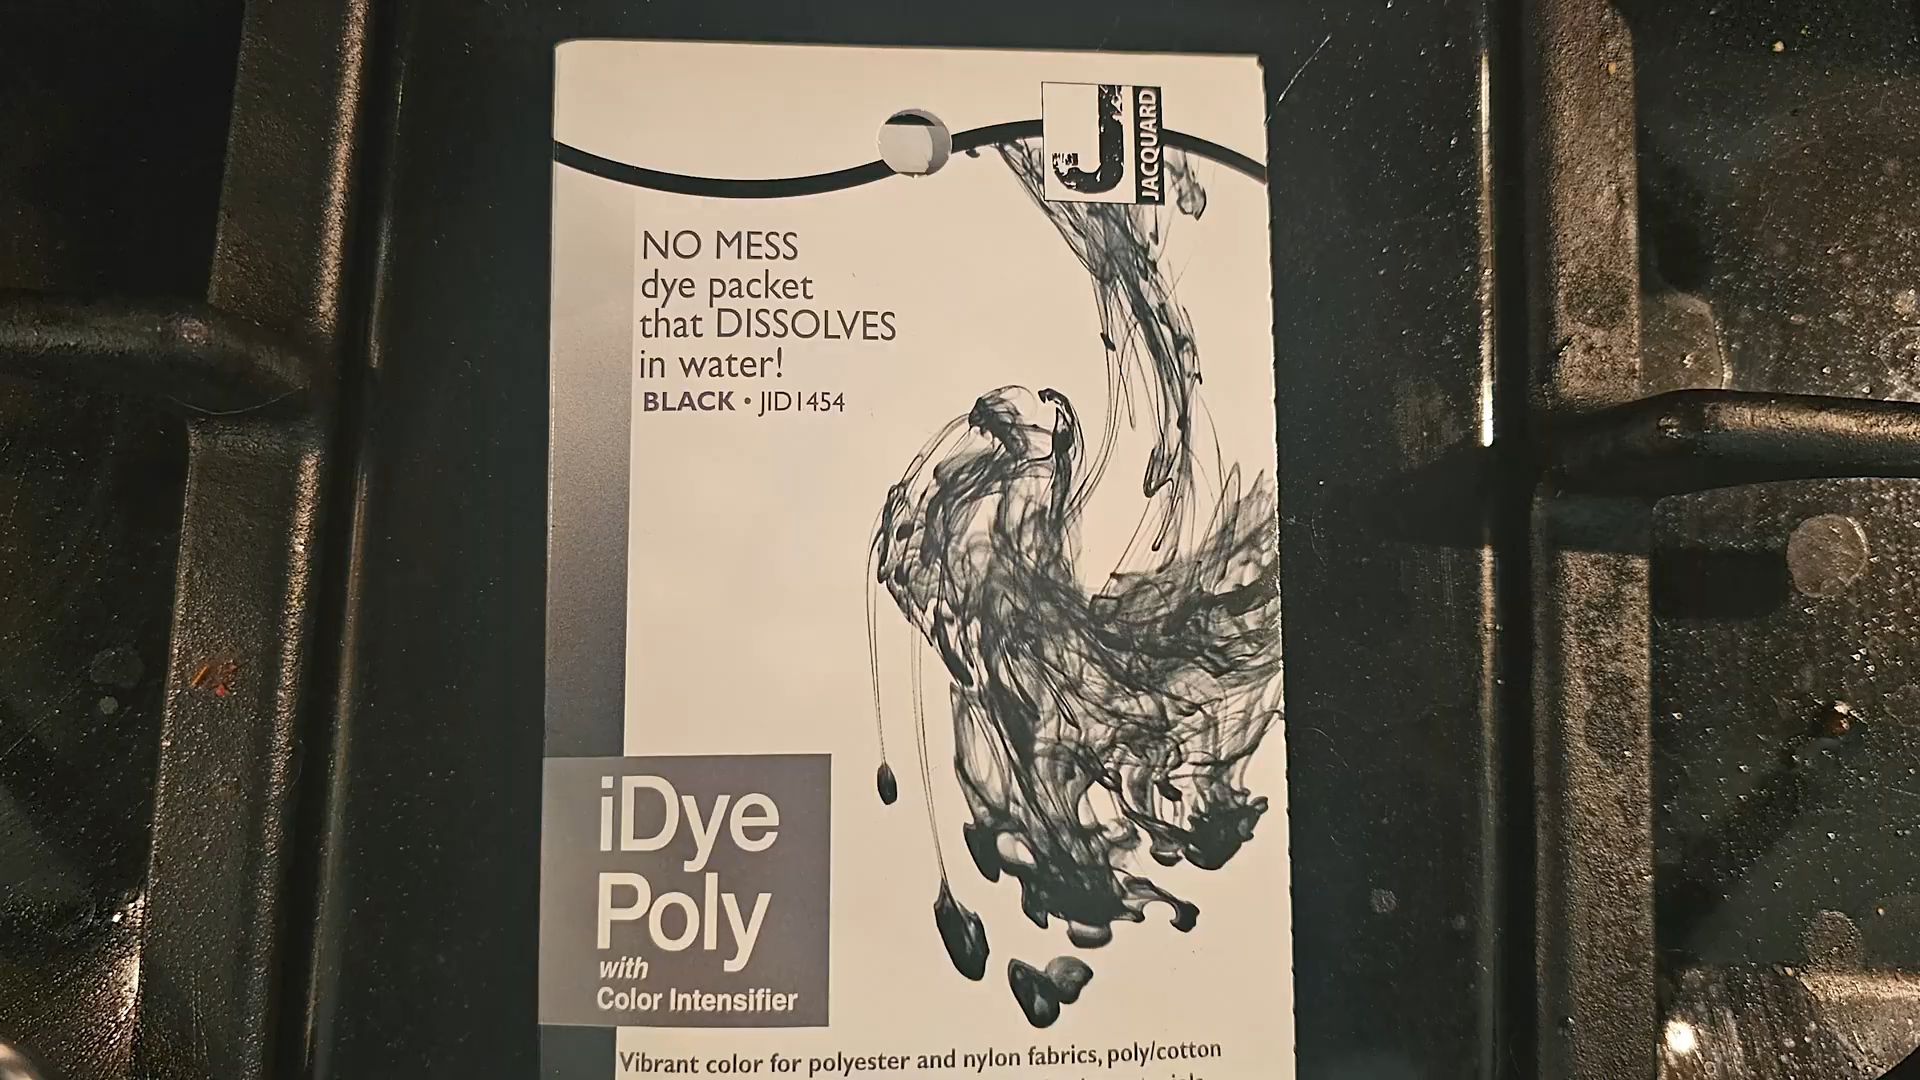 JACQUARD
NO MESS
dye packet
that DISSOLVES
in water!
BLACK • JID1454
iDye
Poly
with
Color Intensifier
Vibrant color for polyester and nylon fabrics, poly/cotton